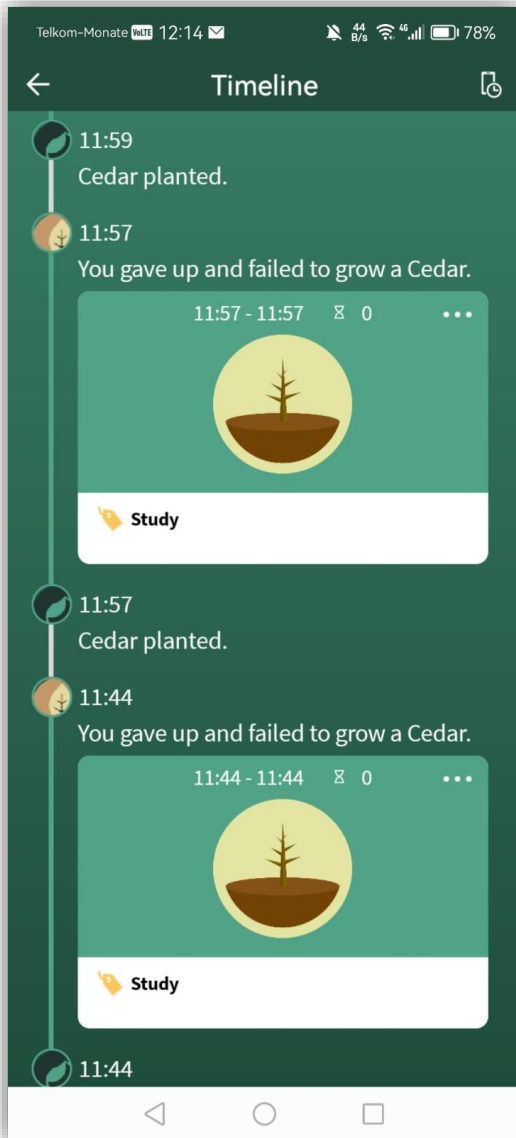 Telkom-Monate VoLTE 12:14 44 B/s 4G 78%
Timeline
11:59
Cedar planted.
11:57
You gave up and failed to grow a Cedar.
11:57 - 11:57 0
Study
11:57
Cedar planted.
11:44
You gave up and failed to grow a Cedar.
11:44 - 11:44 0
Study
11:44